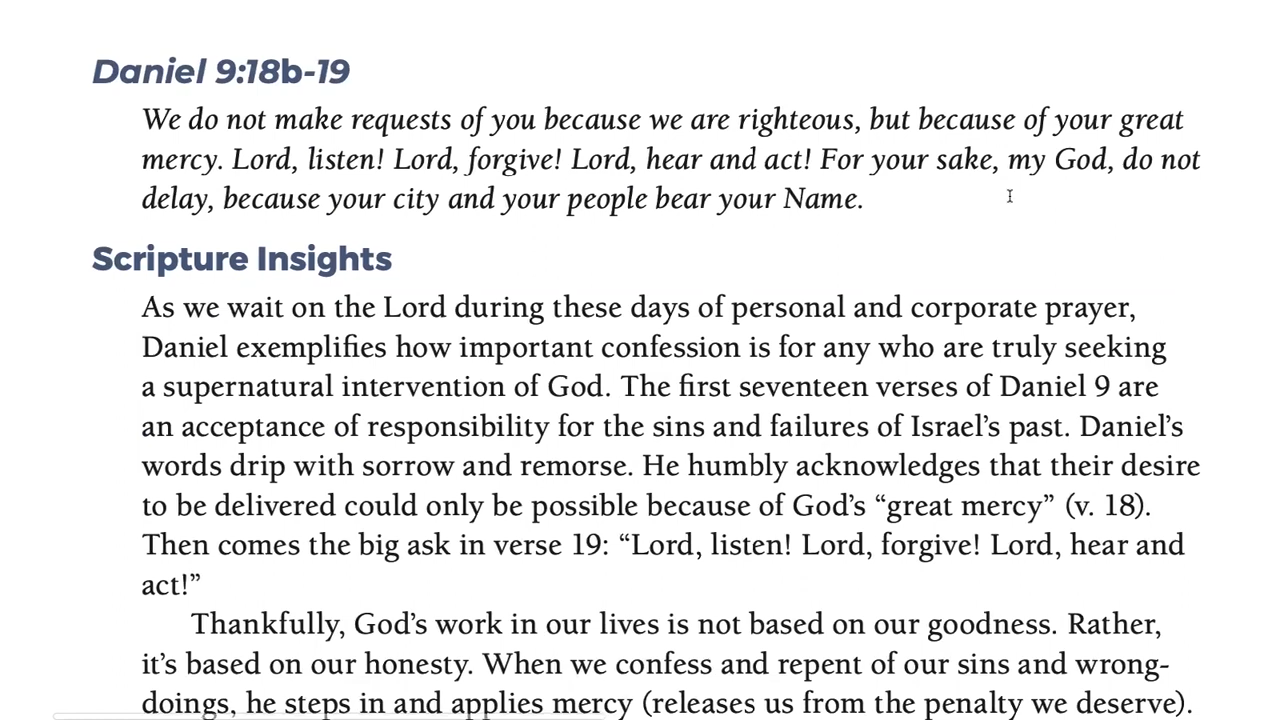 Daniel 9:18b-19
We do not make requests of you because we are righteous, but because of your great
mercy. Lord, listen! Lord, forgive! Lord, hear and act! For your sake, my God, do not
delay, because your city and your people bear your Name.
Scripture Insights
As we wait on the Lord during these days of personal and corporate prayer,
Daniel exemplifies how important confession is for any who are truly seeking
a supernatural intervention of God. The first seventeen verses of Daniel 9 are
an acceptance of responsibility for the sins and failures of Israel’s past. Daniel’s
words drip with sorrow and remorse. He humbly acknowledges that their desire
to be delivered could only be possible because of God’s “great mercy” (v. 18).
Then comes the big ask in verse 19: “Lord, listen! Lord, forgive! Lord, hear and
act!”
Thankfully, God’s work in our lives is not based on our goodness. Rather,
it’s based on our honesty. When we confess and repent of our sins and wrong-
doings, he steps in and applies mercy (releases us from the penalty we deserve).